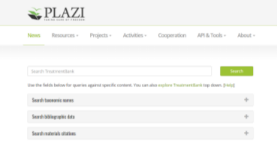 PLAZI
News
Resources
Projects
Activities
Cooperation
API & Tools
About
Search TreatmentBank
Search
Use the fields below for queries against specific content. You can also explore TreatmentBank top down. (Help)
Search taxonomic names +
Search bibliographic data +
Search materials citations +